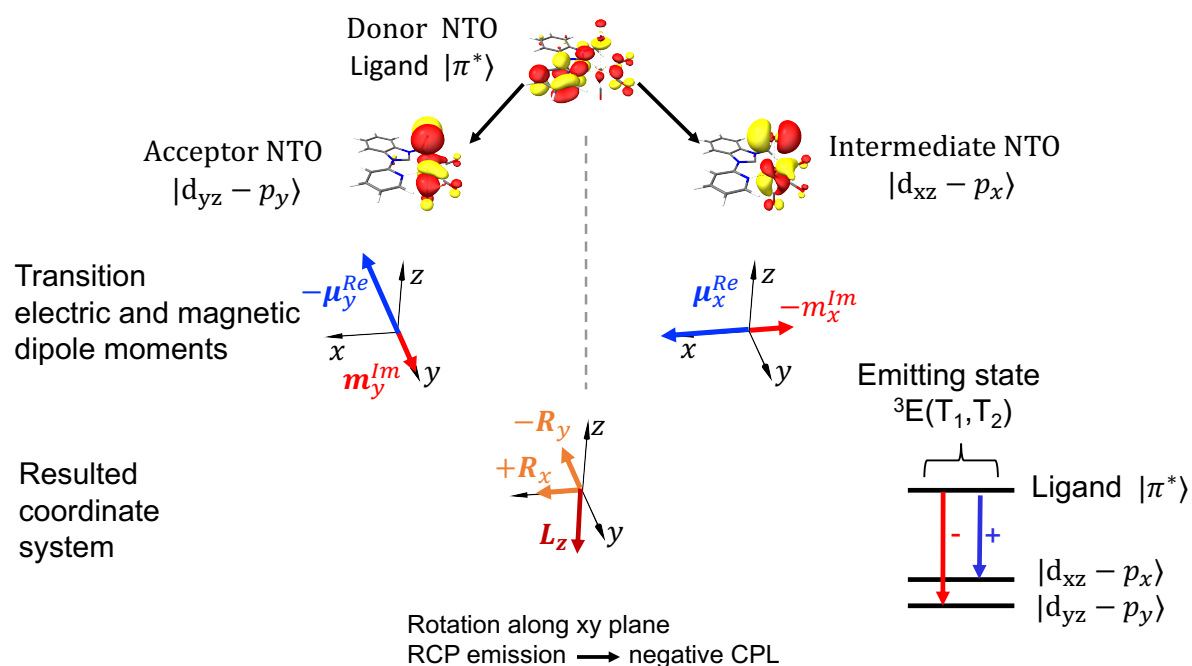 Donor NTO
Ligand |π*⟩
Acceptor NTO
|d_yz − p_y⟩
Intermediate NTO
|d_xz − p_x⟩
Transition
electric and magnetic
dipole moments
−μ_y^Re
z
x
y
m_y^Im
z
μ_x^Re
−m_x^Im
x
y
Emitting state
³E(T₁,T₂)
Resulted
coordinate
system
−R_y
z
+R_x
y
L_z
Ligand |π*⟩
- +
|d_xz − p_x⟩
|d_yz − p_y⟩
Rotation along xy plane
RCP emission ⟶ negative CPL